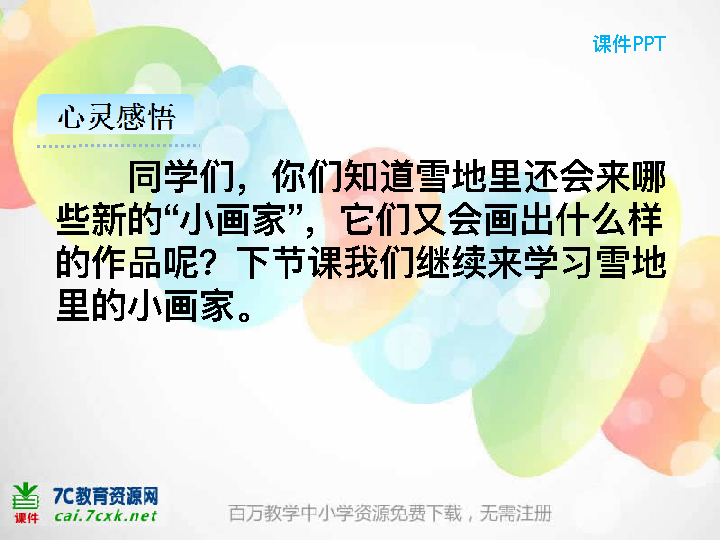 课件PPT
心灵感悟
同学们，你们知道雪地里还会来哪
些新的“小画家”，它们又会画出什么样
的作品呢？下节课我们继续来学习雪地
里的小画家。
7C教育资源网
课件
cai.7cxk.net
百万教学中小学资源免费下载，无需注册